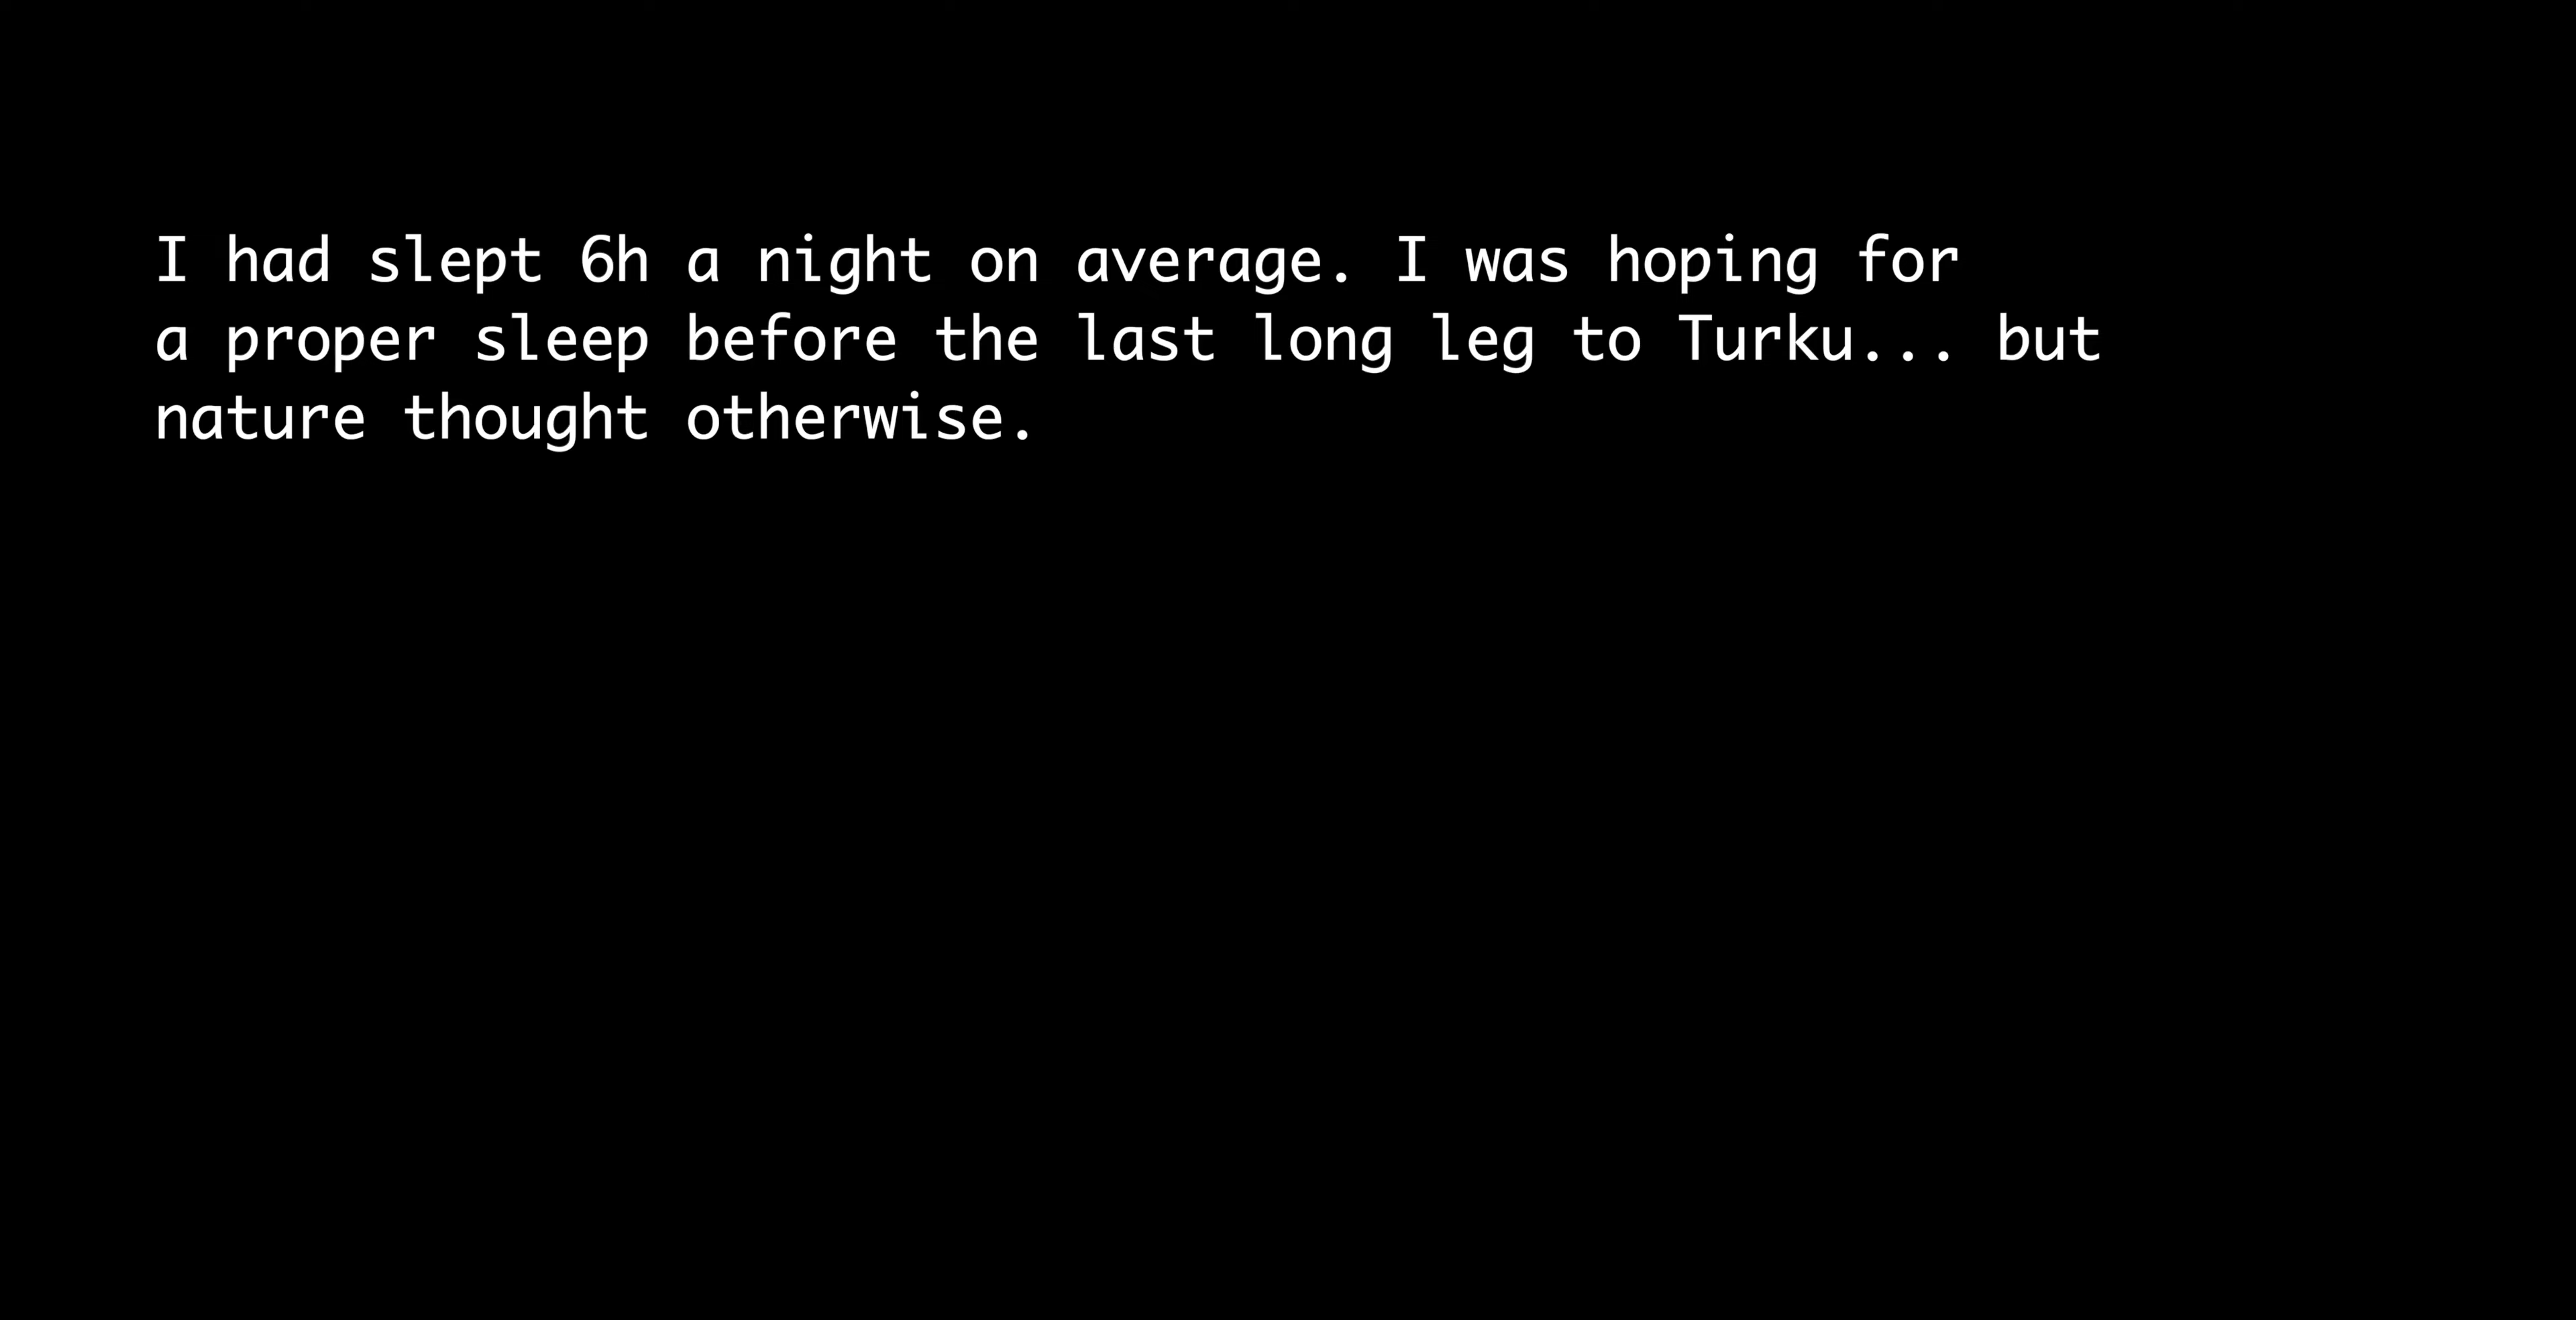 I had slept 6h a night on average. I was hoping for
a proper sleep before the last long leg to Turku... but
nature thought otherwise.